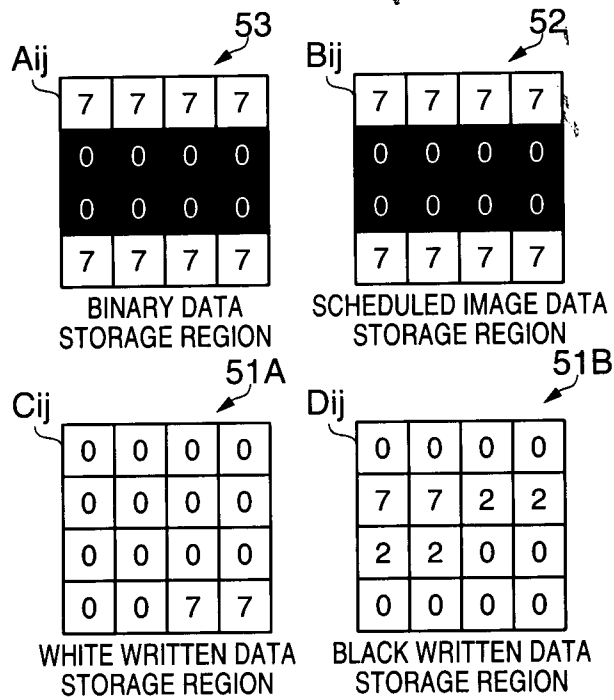 53
52
Aij
Bij
7 7 7 7
0 0 0 0
0 0 0 0
7 7 7 7
BINARY DATA
STORAGE REGION
7 7 7 7
0 0 0 0
0 0 0 0
7 7 7 7
SCHEDULED IMAGE DATA
STORAGE REGION
51A
51B
Cij
Dij
0 0 0 0
0 0 0 0
0 0 0 0
0 0 7 7
WHITE WRITTEN DATA
STORAGE REGION
0 0 0 0
7 7 2 2
2 2 0 0
0 0 0 0
BLACK WRITTEN DATA
STORAGE REGION